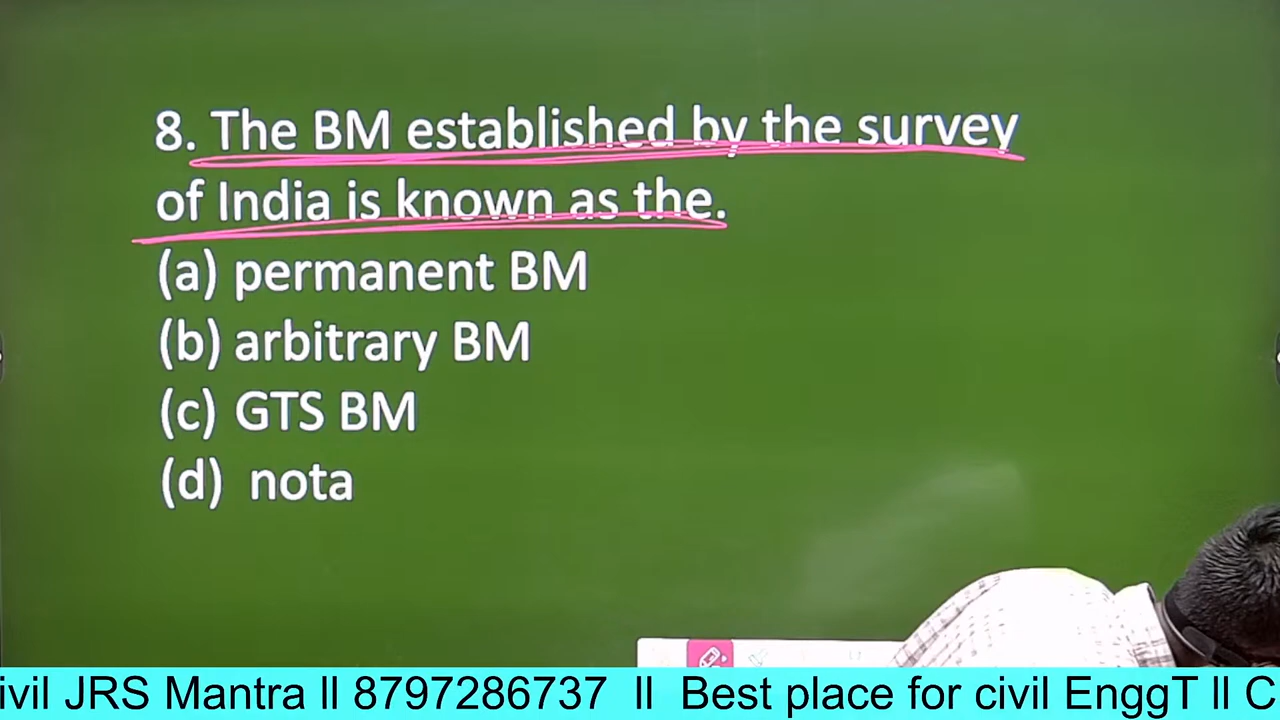 8. The BM established by the survey
of India is known as the.
(a) permanent BM
(b) arbitrary BM
(c) GTS BM
(d) nota
ivil JRS Mantra ll 8797286737 ll Best place for civil EnggT ll C